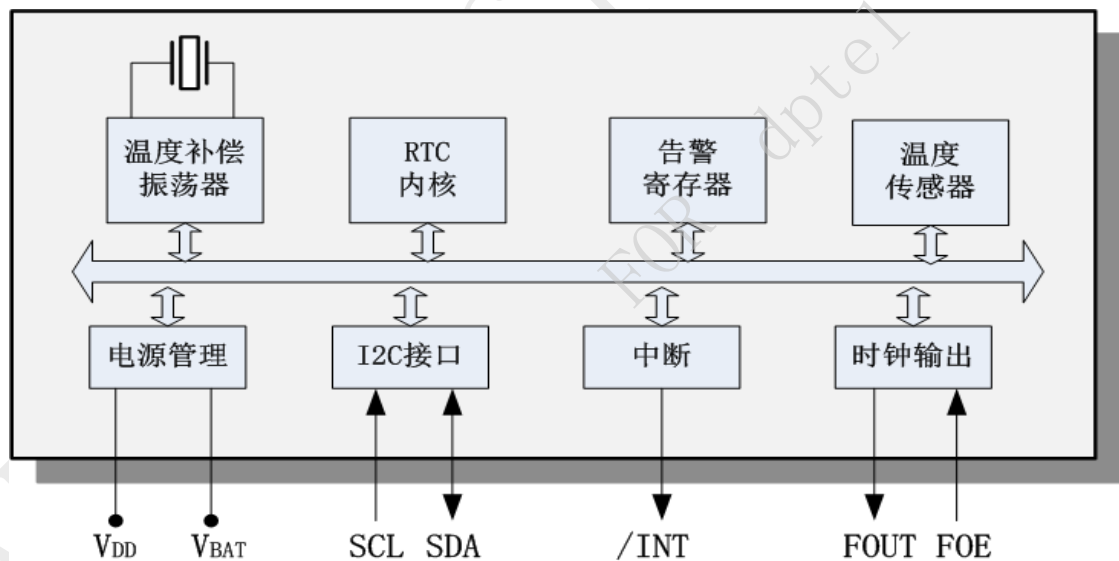 温度补偿
振荡器
RTC
内核
告警
寄存器
温度
传感器
电源管理
I2C接口
中断
时钟输出
VDD
VBAT
SCL
SDA
/INT
FOUT
FOE
FOR dptel